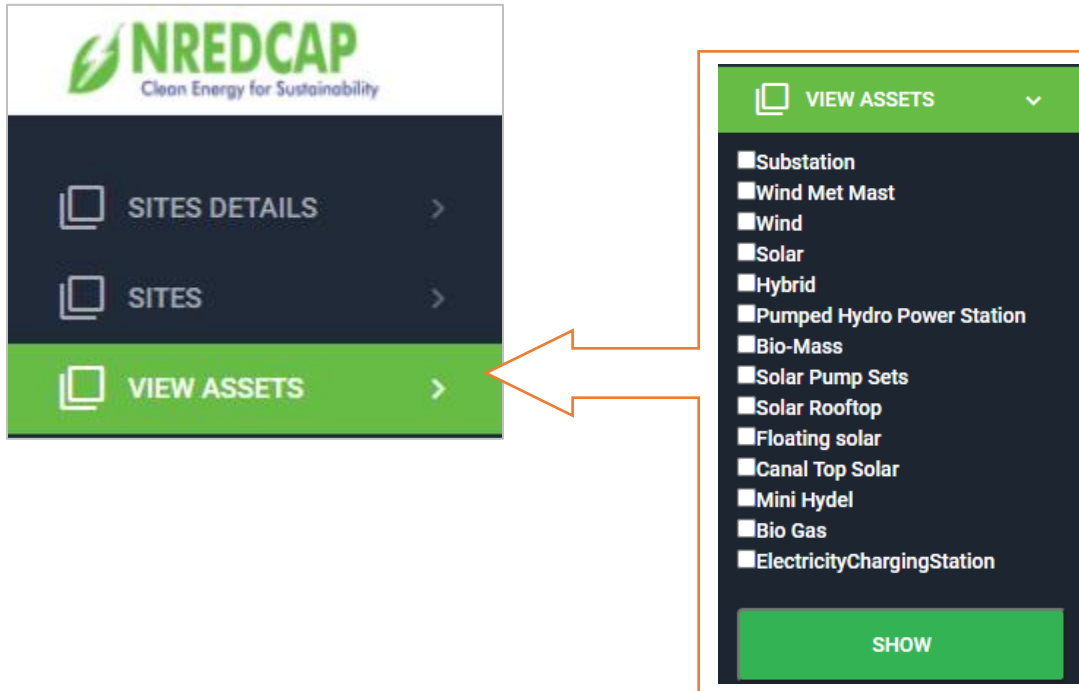 NREDCAP
Clean Energy for Sustainability
SITES DETAILS
SITES
VIEW ASSETS
VIEW ASSETS
Substation
Wind Met Mast
Wind
Solar
Hybrid
Pumped Hydro Power Station
Bio-Mass
Solar Pump Sets
Solar Rooftop
Floating solar
Canal Top Solar
Mini Hydel
Bio Gas
ElectricityChargingStation
SHOW